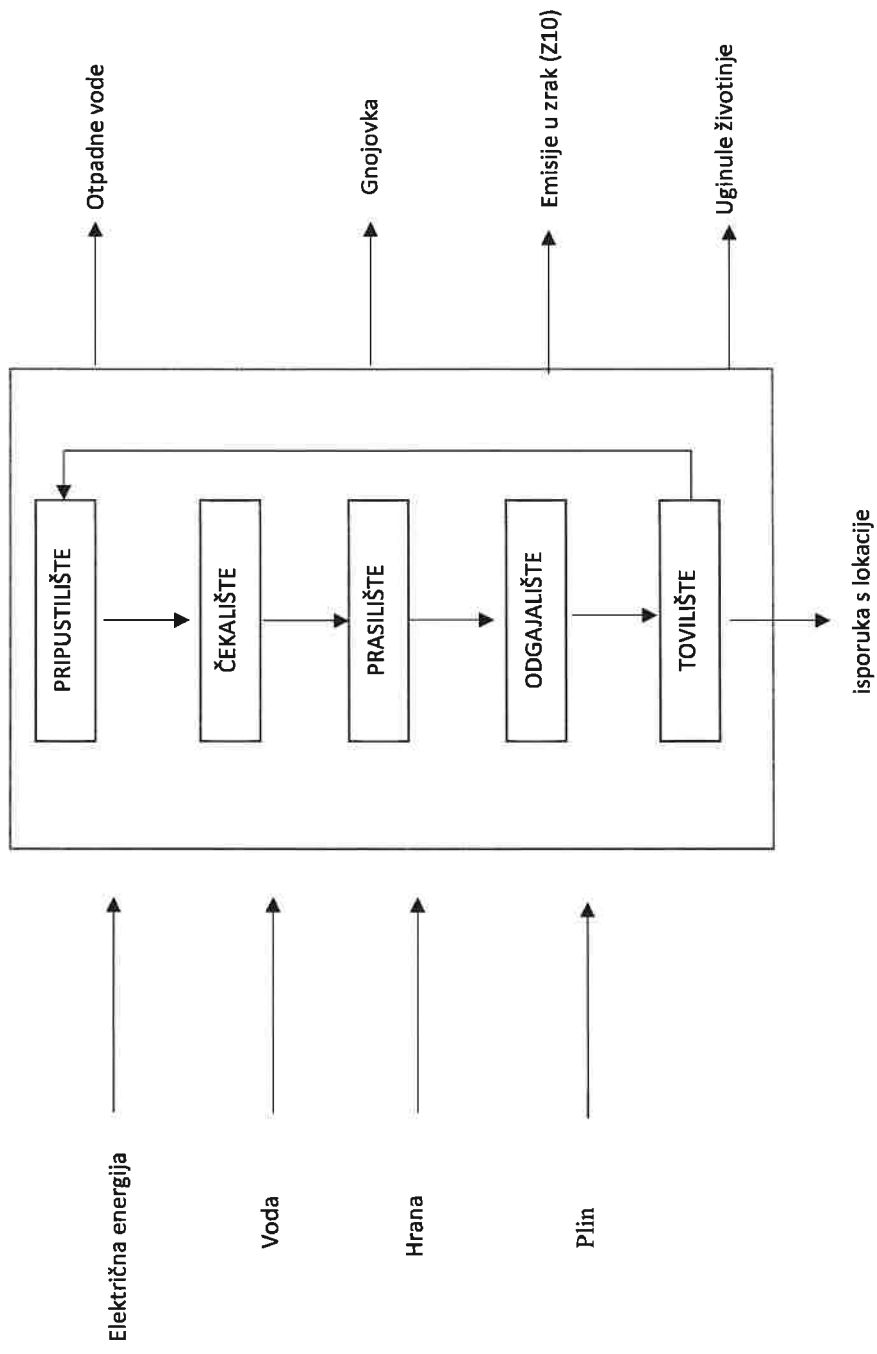 Električna energija
Voda
Hrana
Plin
PRIPUSTILIŠTE
ČEKALIŠTE
PRASILIŠTE
ODGAJALIŠTE
TOVILIŠTE
Otpadne vode
Gnojovka
Emisije u zrak (Z10)
Uginule životinje
isporuka s lokacije